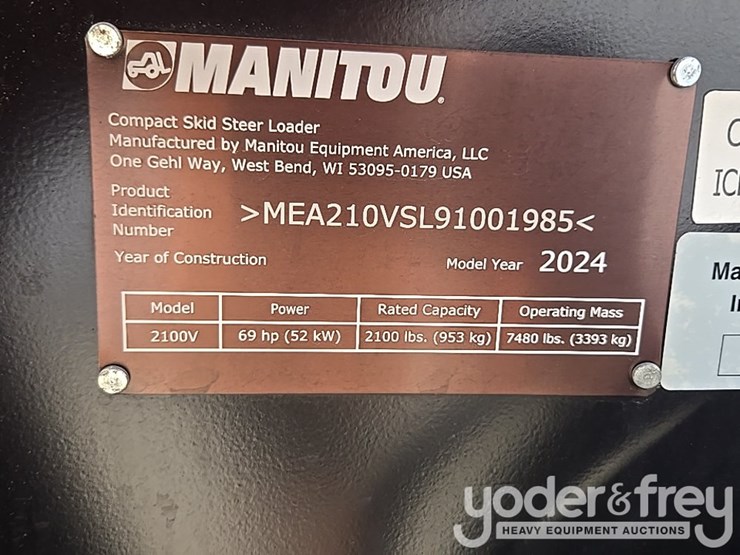 MANITOU
Compact Skid Steer Loader
Manufactured by Manitou Equipment America, LLC
One Gehl Way, West Bend, WI 53095-0179 USA
Product
Identification >MEA210VSL91001985<
Number
Year of Construction Model Year 2024
Model Power Rated Capacity Operating Mass
2100V 69 hp (52 kW) 2100 lbs. (953 kg) 7480 lbs. (3393 kg)
Ma
yoder&frey
HEAVY EQUIPMENT AUCTIONS